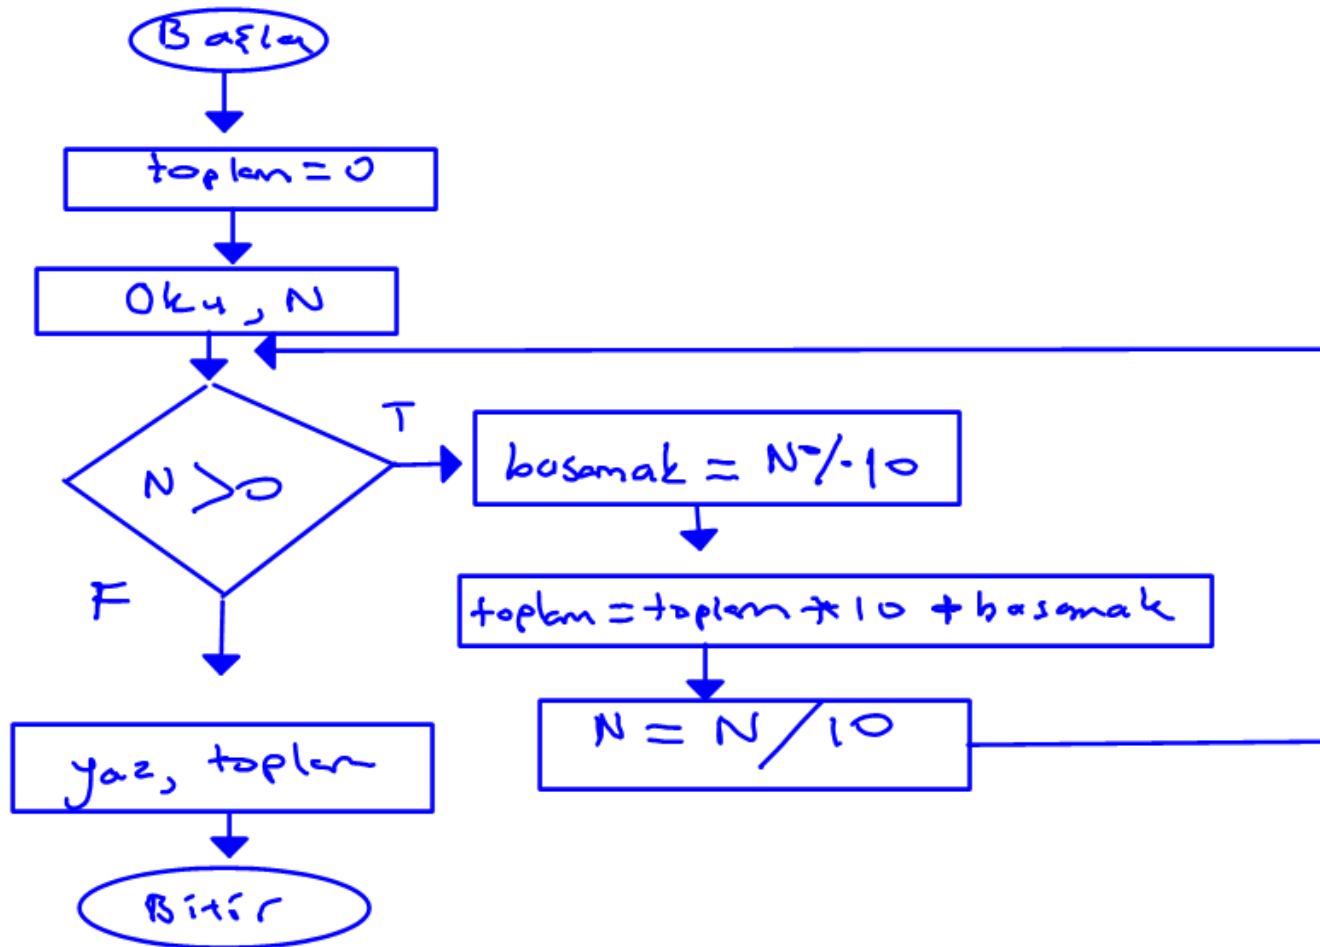 Başla
toplam = 0
Oku, N
N > 0
T
basamak = N % 10
F
toplam = toplam * 10 + basamak
N = N / 10
yaz, toplam
Bitir